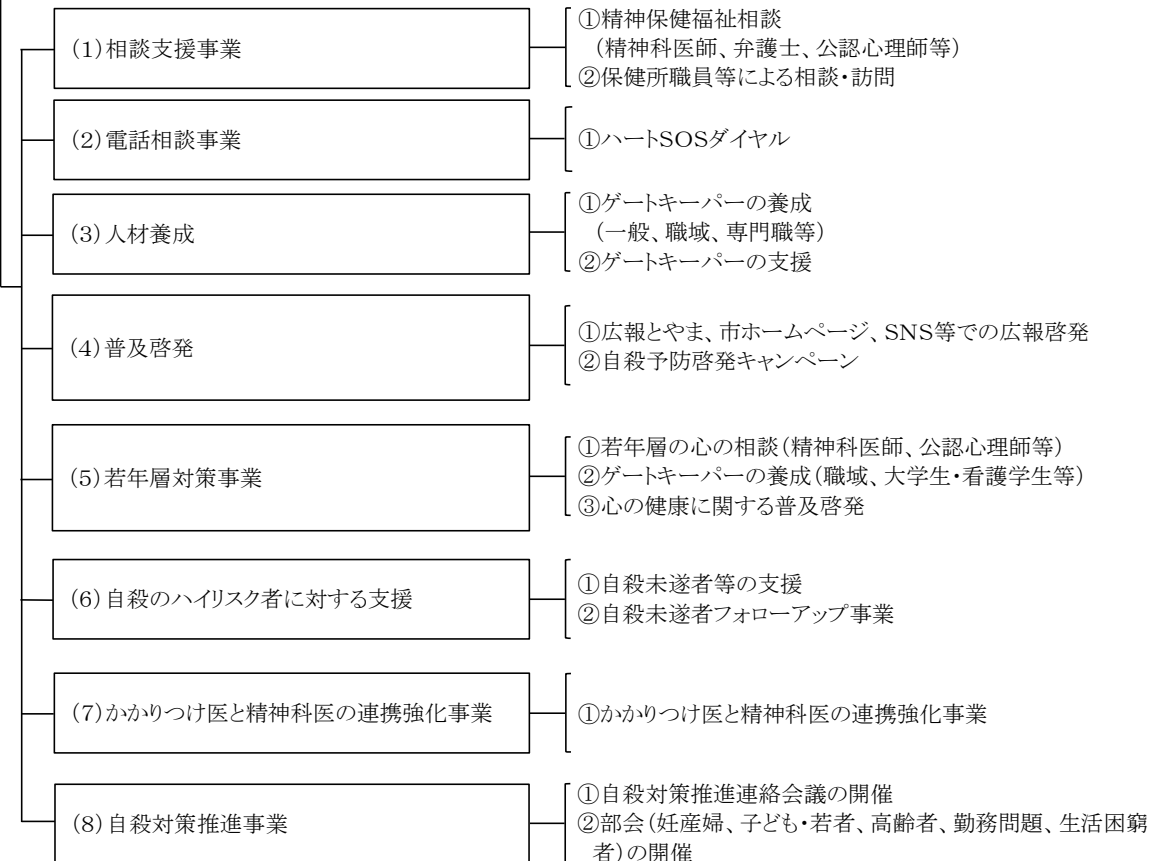 (1)相談支援事業
①精神保健福祉相談
(精神科医師、弁護士、公認心理師等)
②保健所職員等による相談・訪問
(2)電話相談事業
①ハートSOSダイヤル
(3)人材養成
①ゲートキーパーの養成
(一般、職域、専門職等)
②ゲートキーパーの支援
(4)普及啓発
①広報とやま、市ホームページ、SNS等での広報啓発
②自殺予防啓発キャンペーン
(5)若年層対策事業
①若年層の心の相談(精神科医師、公認心理師等)
②ゲートキーパーの養成(職域、大学生・看護学生等)
③心の健康に関する普及啓発
(6)自殺のハイリスク者に対する支援
①自殺未遂者等の支援
②自殺未遂者フォローアップ事業
(7)かかりつけ医と精神科医の連携強化事業
①かかりつけ医と精神科医の連携強化事業
(8)自殺対策推進事業
①自殺対策推進連絡会議の開催
②部会(妊産婦、子ども・若者、高齢者、勤務問題、生活困窮
者)の開催